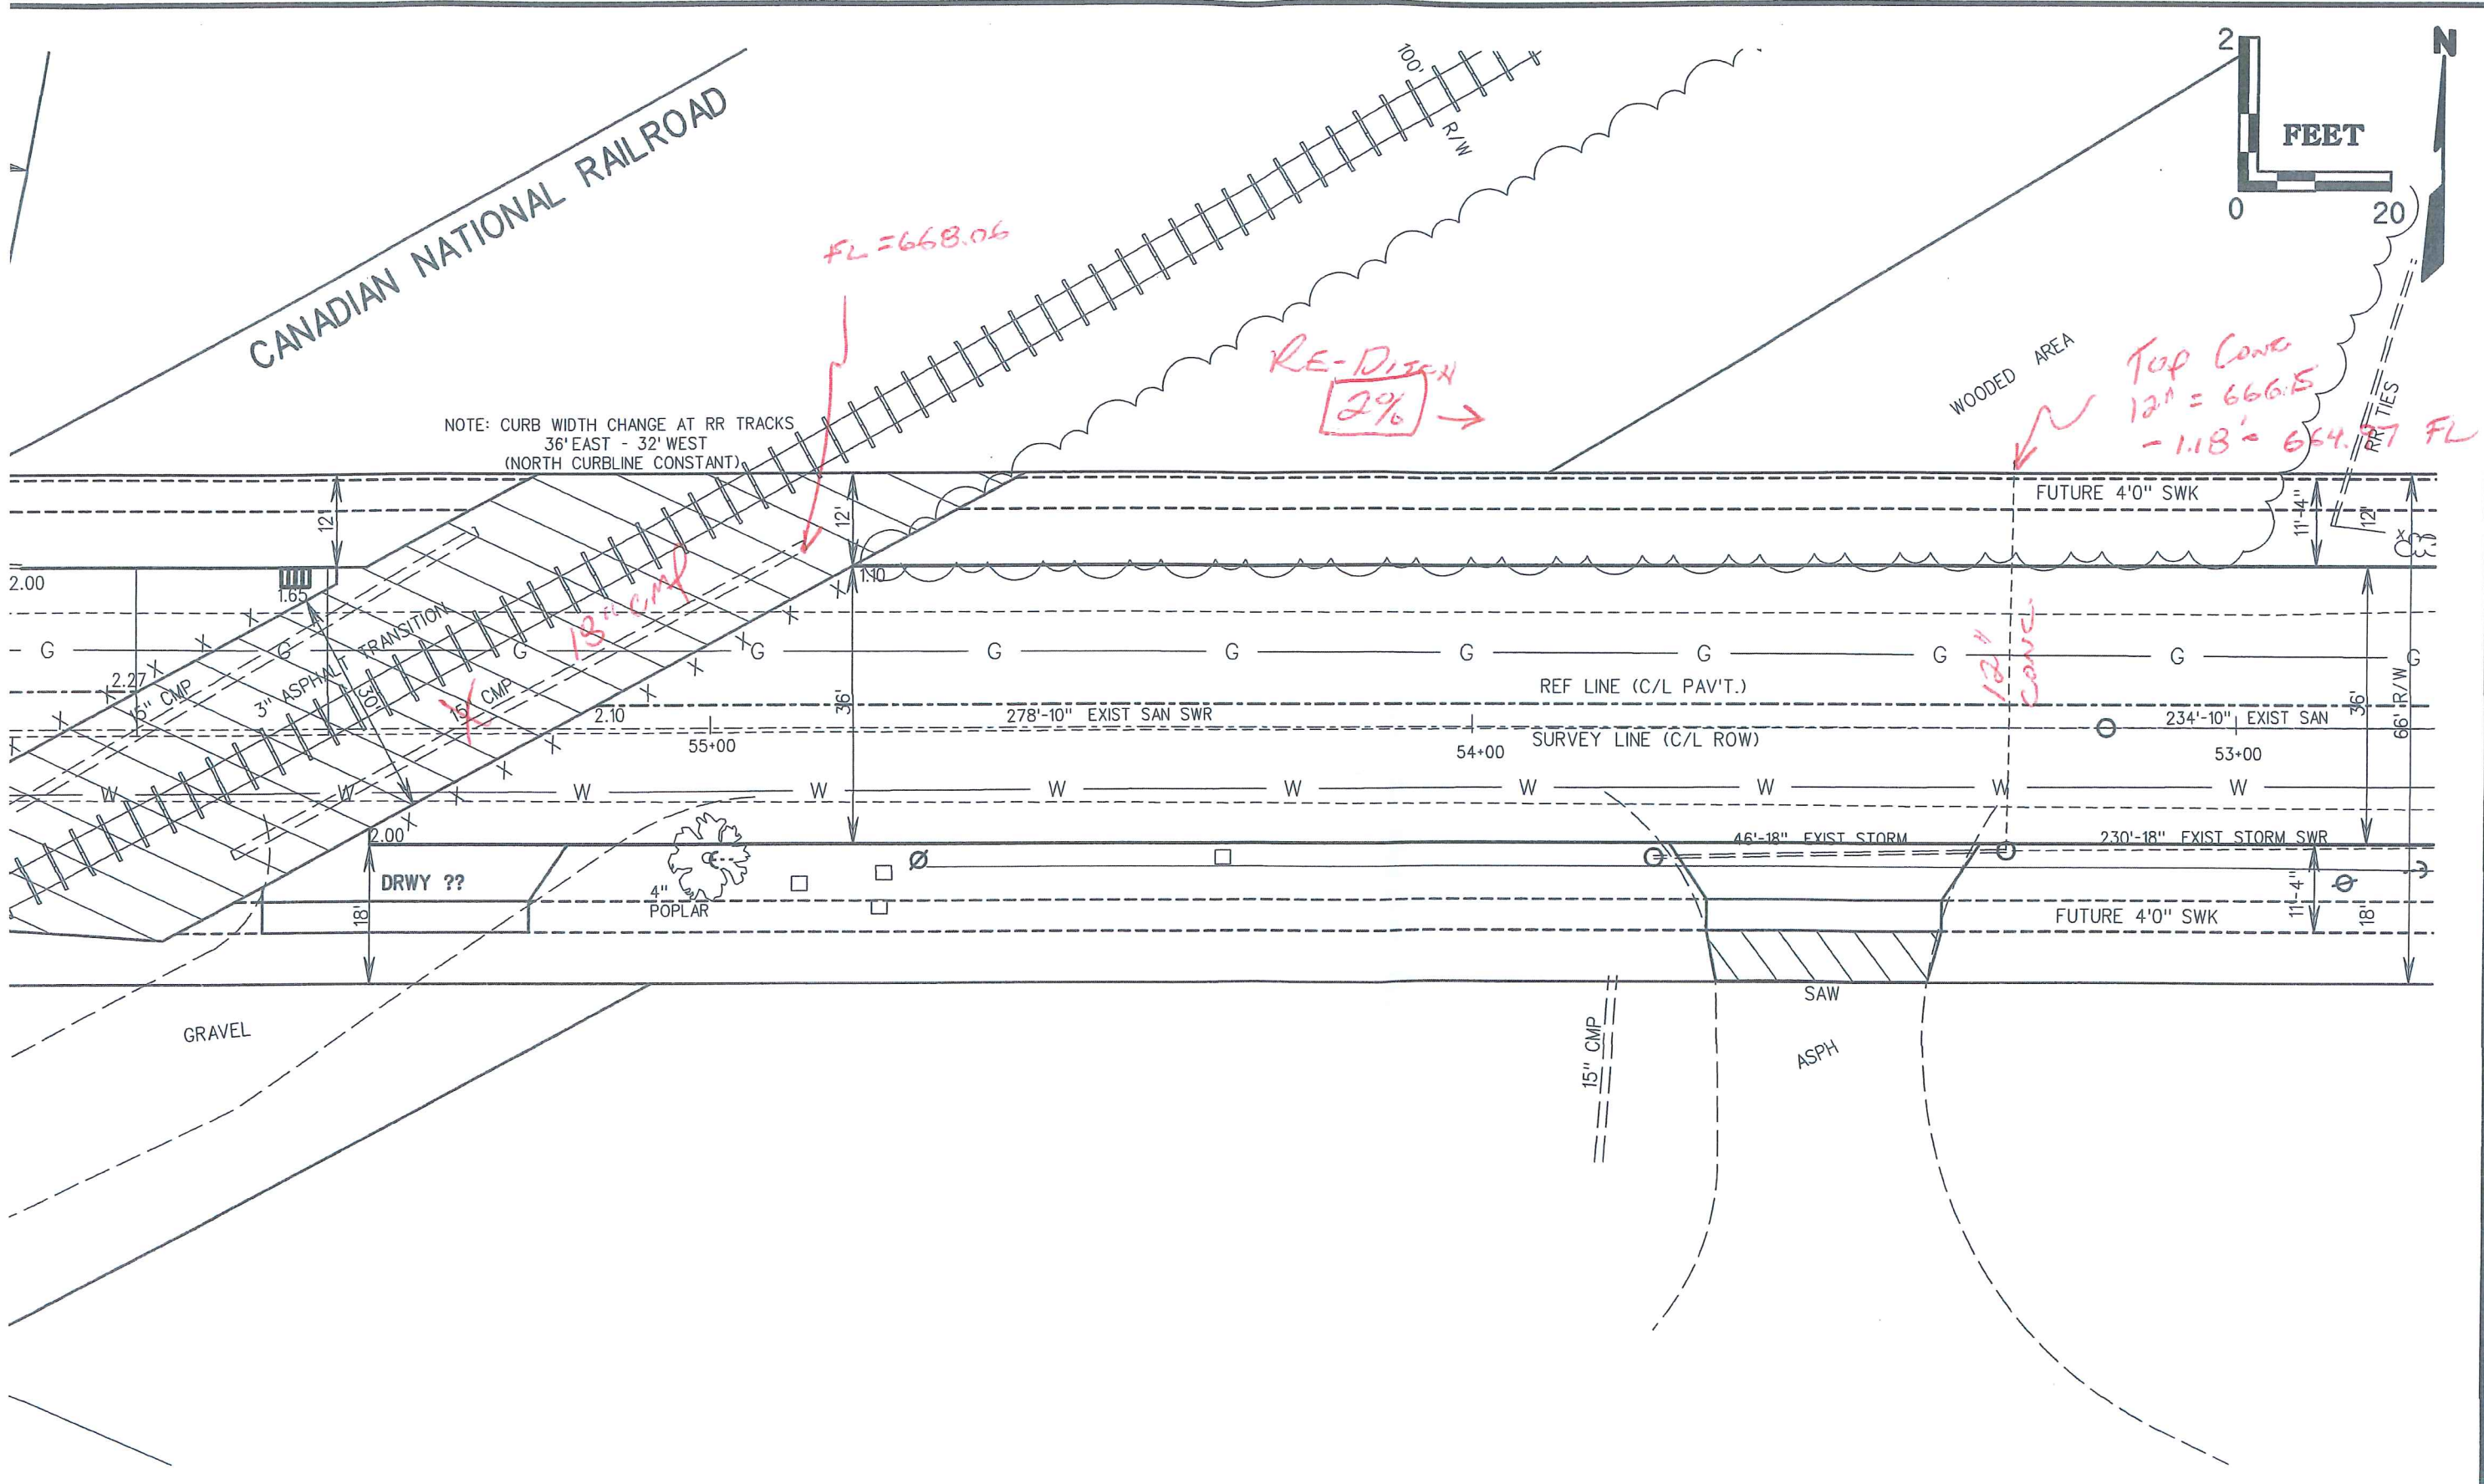 2
N
FEET
0
20
CANADIAN NATIONAL RAILROAD
100'
R/W
FL = 668.06
RE-DITCH
2%
WOODED AREA
Top Conc
12" = 666.15
- 1.18' = 664.97 FL
RR TIES
NOTE: CURB WIDTH CHANGE AT RR TRACKS
36' EAST - 32' WEST
(NORTH CURBLINE CONSTANT)
FUTURE 4'0" SWK
12'
12'
11'-4"
12'
2.00
1.65
1.10
18" CMP
G G G G G G G G G G G
2.27
15" CMP
3" ASPHALT TRANSITION
30'
15" CMP
2.10
36'
REF LINE (C/L PAV'T.)
12"
CONC.
278'-10" EXIST SAN SWR
234'-10" EXIST SAN
36'
66' R/W
55+00
54+00
SURVEY LINE (C/L ROW)
53+00
W W W W W W W W W W
2.00
46'-18" EXIST STORM
230'-18" EXIST STORM SWR
DRWY ??
18'
4"
POPLAR
FUTURE 4'0" SWK
11'-4"
18'
SAW
GRAVEL
15" CMP
ASPH